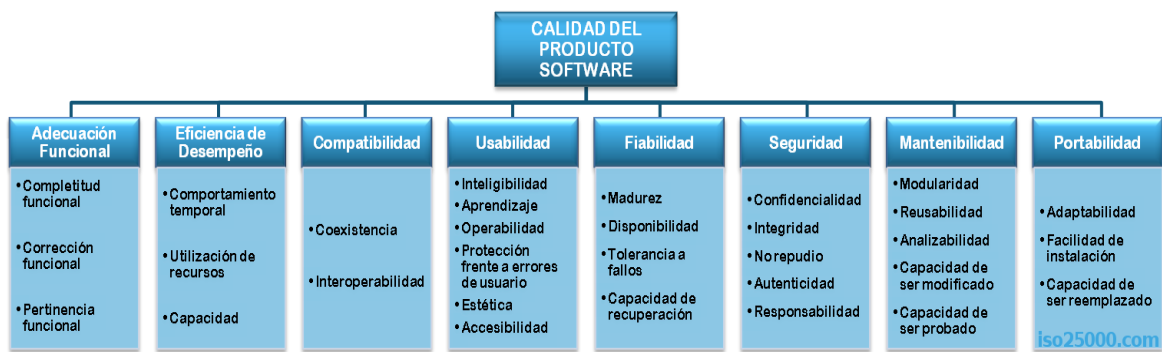 CALIDAD DEL
PRODUCTO
SOFTWARE
Adecuación
Funcional
• Completitud
funcional
• Corrección
funcional
• Pertinencia
funcional
Eficiencia de
Desempeño
• Comportamiento
temporal
• Utilización de
recursos
• Capacidad
Compatibilidad
• Coexistencia
• Interoperabilidad
Usabilidad
• Inteligibilidad
• Aprendizaje
• Operabilidad
• Protección
frente a errores
de usuario
• Estética
• Accesibilidad
Fiabilidad
• Madurez
• Disponibilidad
• Tolerancia a
fallos
• Capacidad de
recuperación
Seguridad
• Confidencialidad
• Integridad
• No repudio
• Autenticidad
• Responsabilidad
Mantenibilidad
• Modularidad
• Reusabilidad
• Analizabilidad
• Capacidad de
ser modificado
• Capacidad de
ser probado
Portabilidad
• Adaptabilidad
• Facilidad de
instalación
• Capacidad de
ser reemplazado
iso25000.com